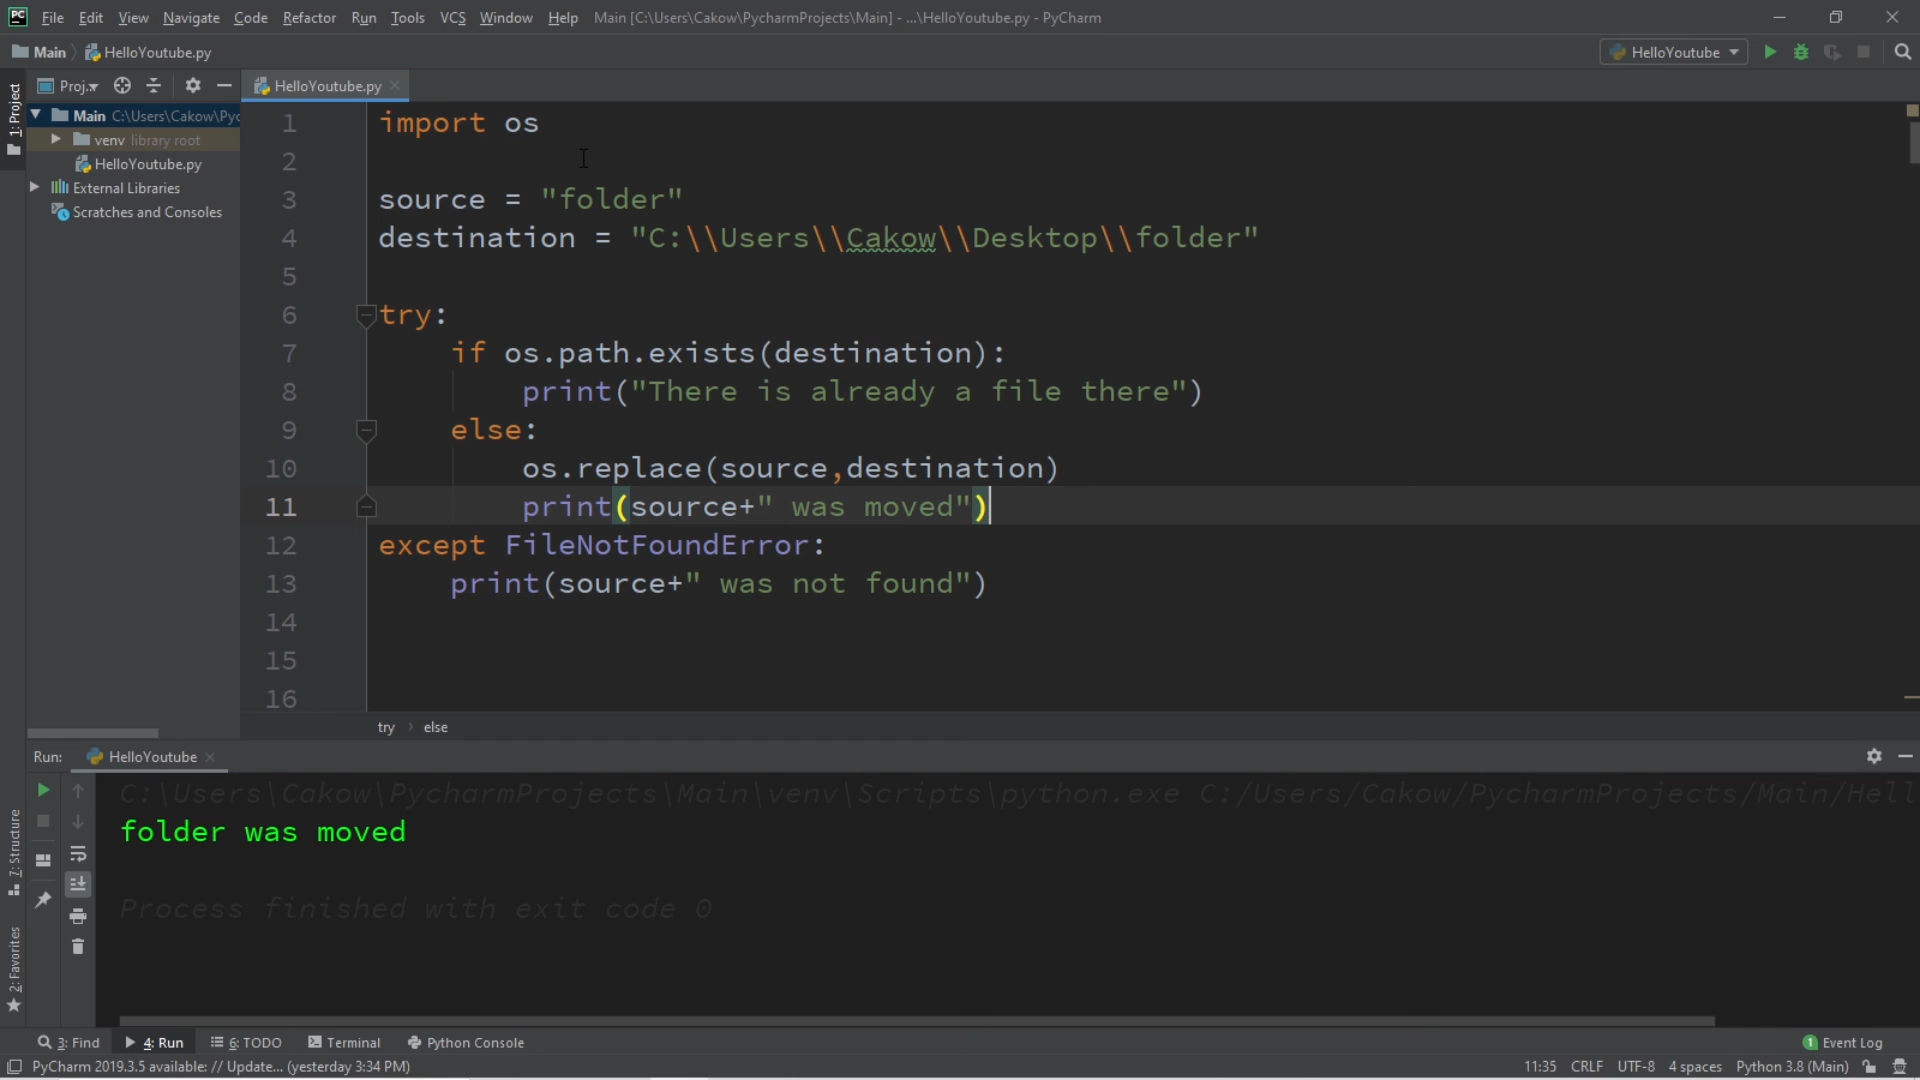 File Edit View Navigate Code Refactor Run Tools VCS Window Help Main [C:\Users\Cakow\PycharmProjects\Main] - ...\HelloYoutube.py - PyCharm
Main HelloYoutube.py HelloYoutube
Proj... HelloYoutube.py
1: Project
Main C:\Users\Cakow\Pyc
venv library root
HelloYoutube.py
External Libraries
Scratches and Consoles
1 import os
2
3 source = "folder"
4 destination = "C:\\Users\\Cakow\\Desktop\\folder"
5
6 try:
7 if os.path.exists(destination):
8 print("There is already a file there")
9 else:
10 os.replace(source,destination)
11 print(source+" was moved")
12 except FileNotFoundError:
13 print(source+" was not found")
14
15
16
try › else
Run: HelloYoutube
C:\Users\Cakow\PycharmProjects\Main\venv\Scripts\python.exe C:/Users/Cakow/PycharmProjects/Main/Hell
folder was moved
Process finished with exit code 0
7: Structure
2: Favorites
3: Find 4: Run 6: TODO Terminal Python Console 1 Event Log
PyCharm 2019.3.5 available: // Update... (yesterday 3:34 PM) 11:35 CRLF UTF-8 4 spaces Python 3.8 (Main)